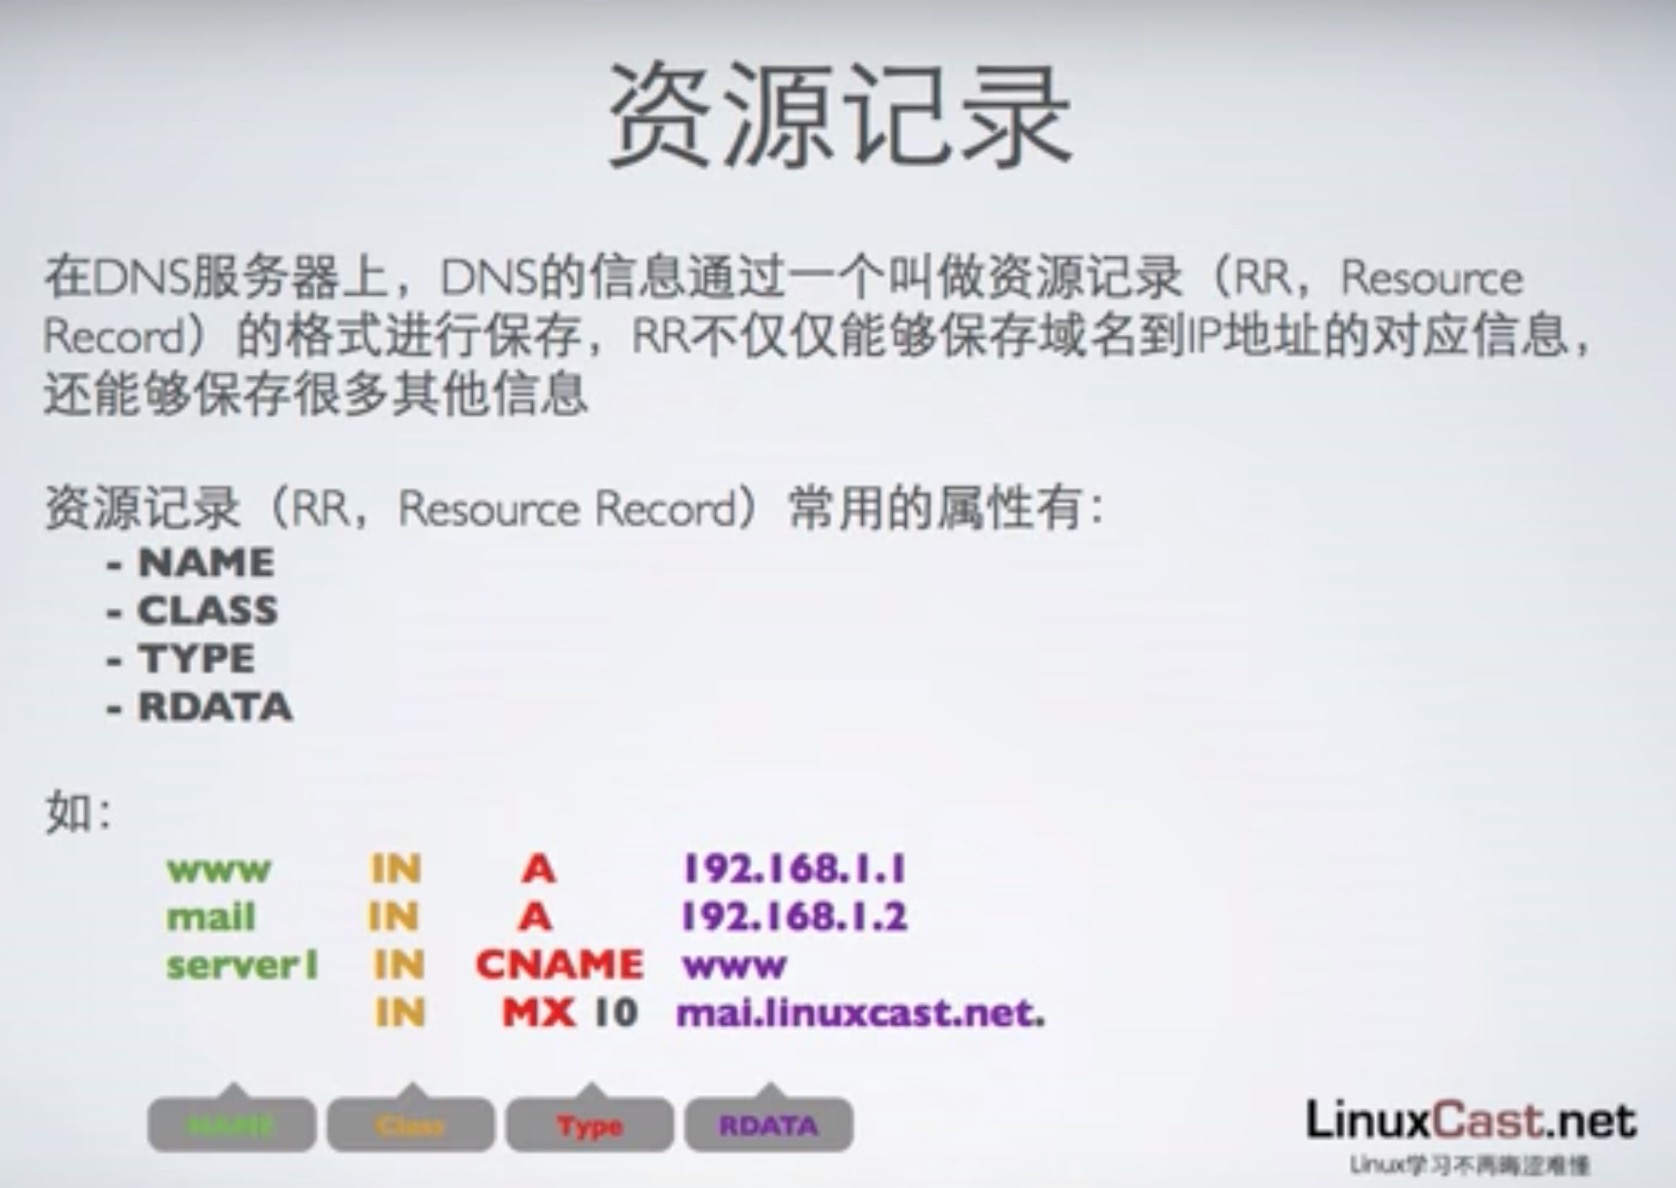 资源记录
在DNS服务器上，DNS的信息通过一个叫做资源记录（RR，Resource
Record）的格式进行保存，RR不仅仅能够保存域名到IP地址的对应信息，
还能够保存很多其他信息
资源记录（RR，Resource Record）常用的属性有：
- NAME
- CLASS
- TYPE
- RDATA
如：
www IN A 192.168.1.1
mail IN A 192.168.1.2
server1 IN CNAME www
IN MX 10 mai.linuxcast.net.
NAME Class Type RDATA
LinuxCast.net
Linux学习不再晦涩难懂